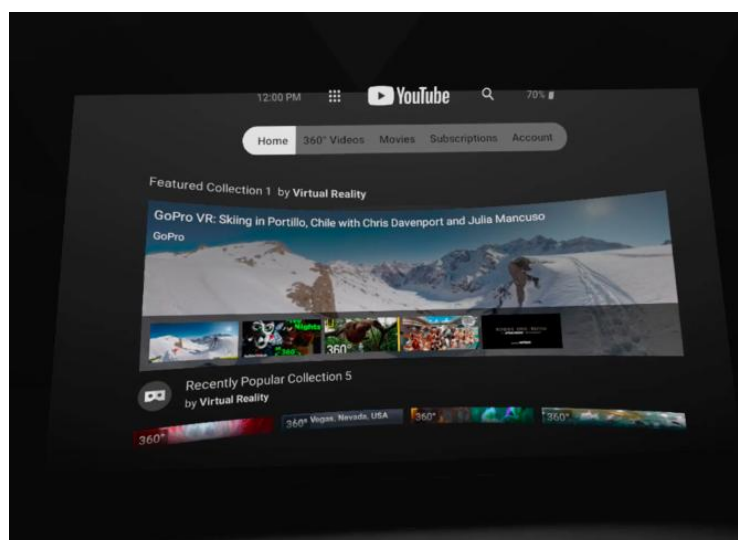 12:00 PM YouTube 70%
Home 360° Videos Movies Subscriptions Account
Featured Collection 1 by Virtual Reality
GoPro VR: Skiing in Portillo, Chile with Chris Davenport and Julia Mancuso
GoPro
Nights
360
360°
Recently Popular Collection 5
by Virtual Reality
360°
360° Vegas, Nevada, USA
360°
360°